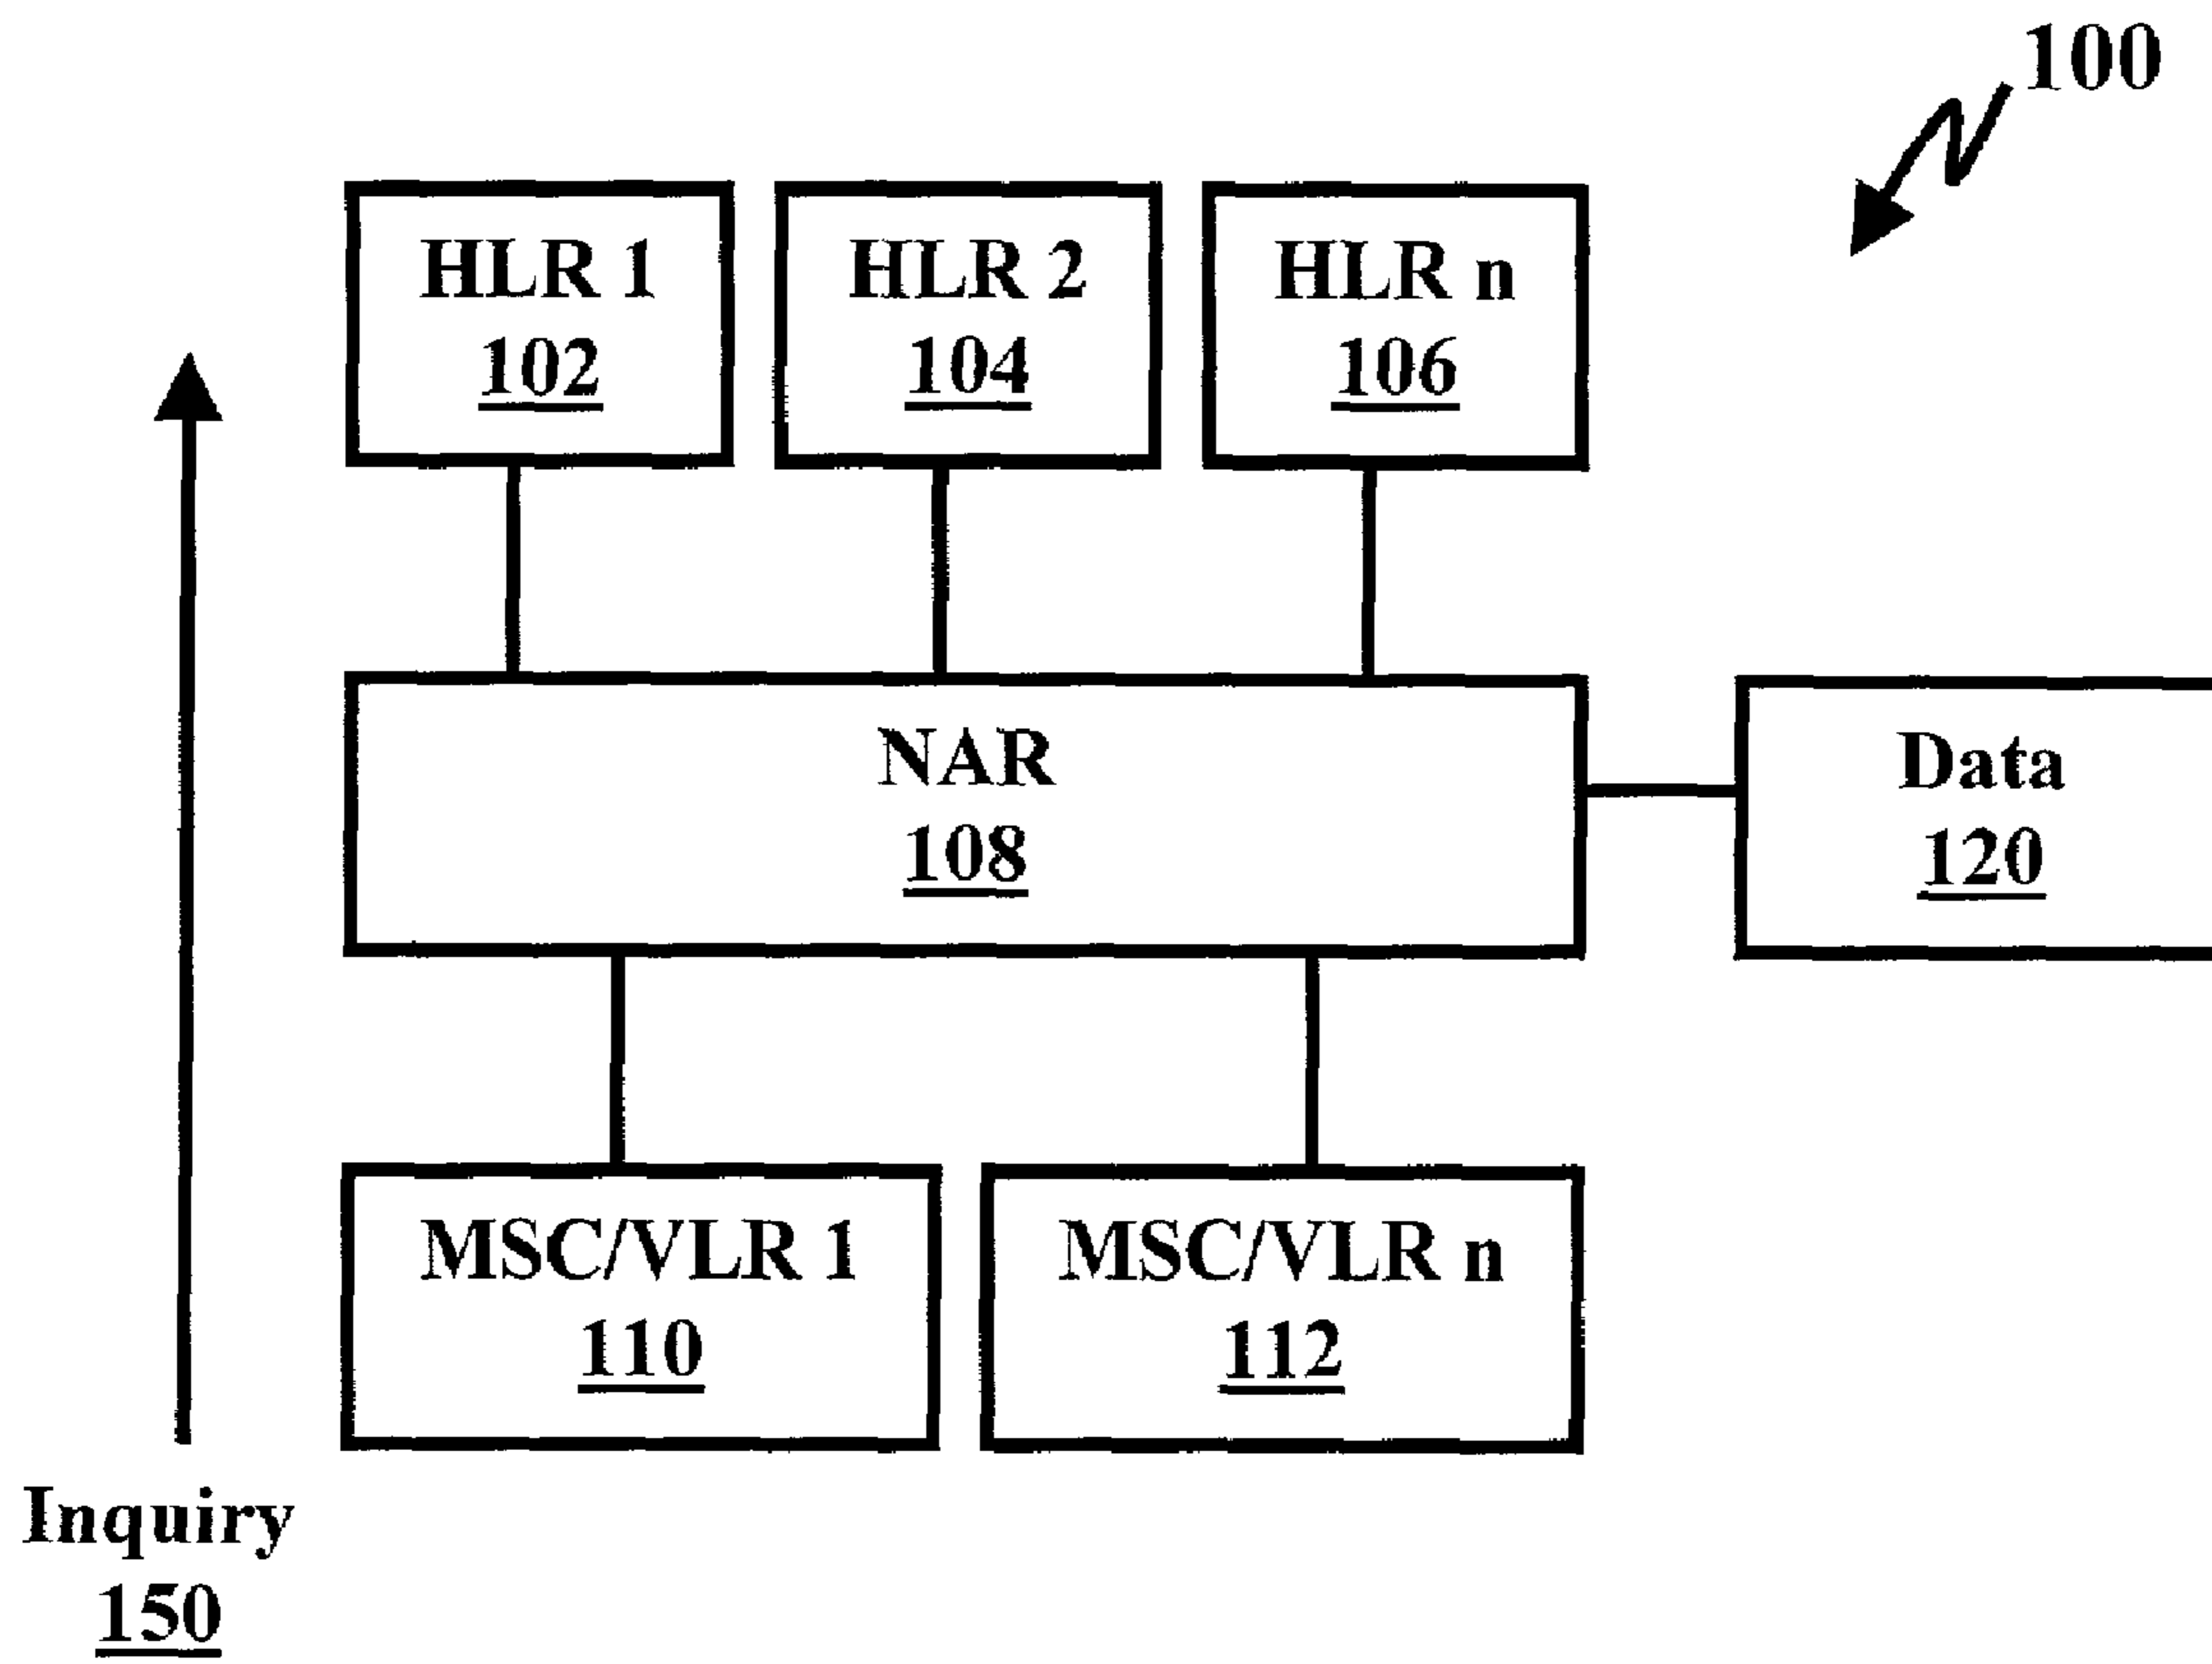 100
HLR 1
102
HLR 2
104
HLR n
106
NAR
108
Data
120
MSC/VLR 1
110
MSC/VLR n
112
Inquiry
150